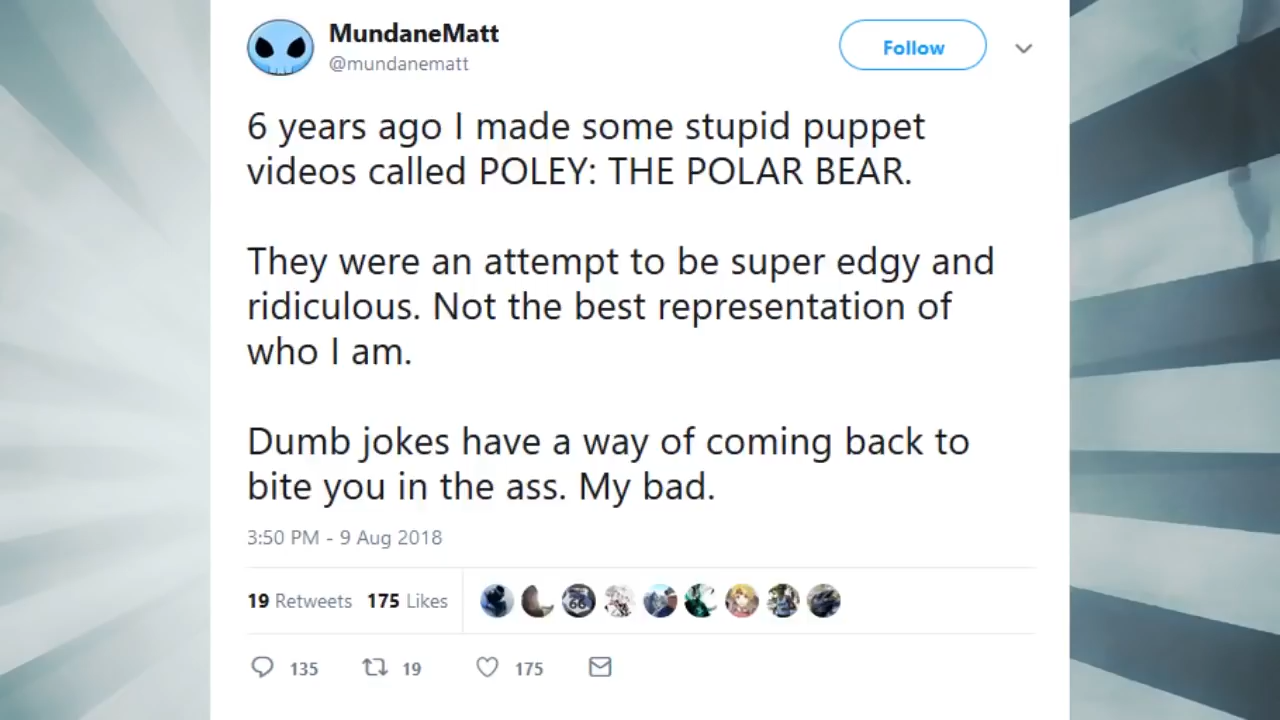 MundaneMatt
@mundanematt
Follow
6 years ago I made some stupid puppet
videos called POLEY: THE POLAR BEAR.
They were an attempt to be super edgy and
ridiculous. Not the best representation of
who I am.
Dumb jokes have a way of coming back to
bite you in the ass. My bad.
3:50 PM - 9 Aug 2018
19 Retweets 175 Likes
66
135 19 175